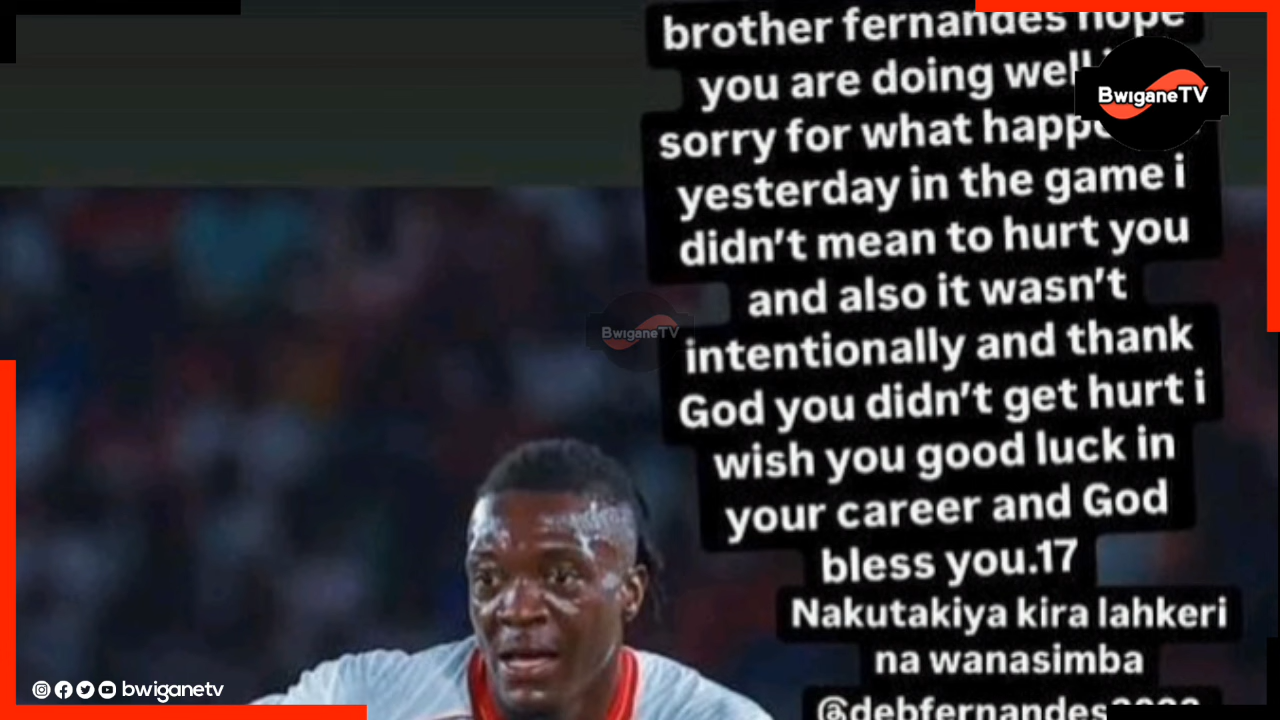 brother fernandes hope
you are doing well
sorry for what
yesterday in the game i
didn't mean to hurt you
and also it wasn't
intentionally and thank
God you didn't get hurt i
wish you good luck in
your career and God
bless you.17
Nakutakiya kira lahkeri
na wanasimba
BwiganeTV
BwiganeTV
bwiganetv